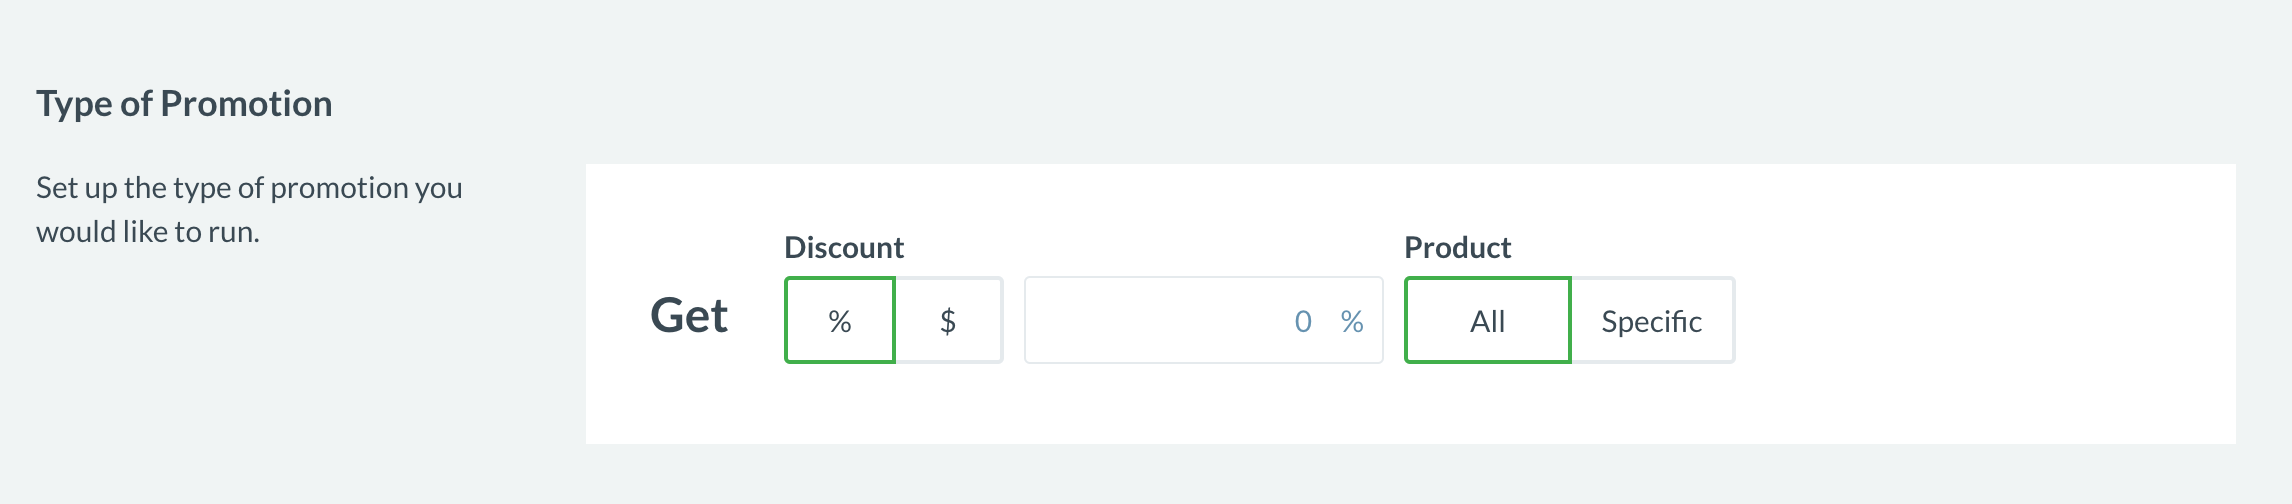 Type of Promotion
Set up the type of promotion you
would like to run.
Discount
Product
Get
%
$
0 %
All
Specific